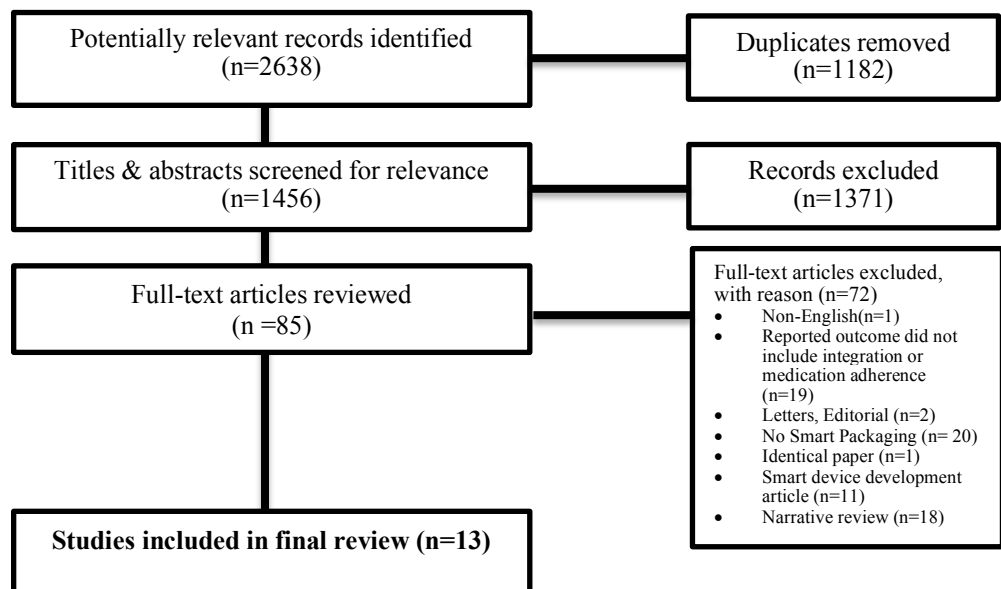 Potentially relevant records identified
(n=2638)
Duplicates removed
(n=1182)
Titles & abstracts screened for relevance
(n=1456)
Records excluded
(n=1371)
Full-text articles reviewed
(n =85)
Full-text articles excluded,
with reason (n=72)
• Non-English(n=1)
• Reported outcome did not
include integration or
medication adherence
(n=19)
• Letters, Editorial (n=2)
• No Smart Packaging (n= 20)
• Identical paper (n=1)
• Smart device development
article (n=11)
• Narrative review (n=18)
Studies included in final review (n=13)